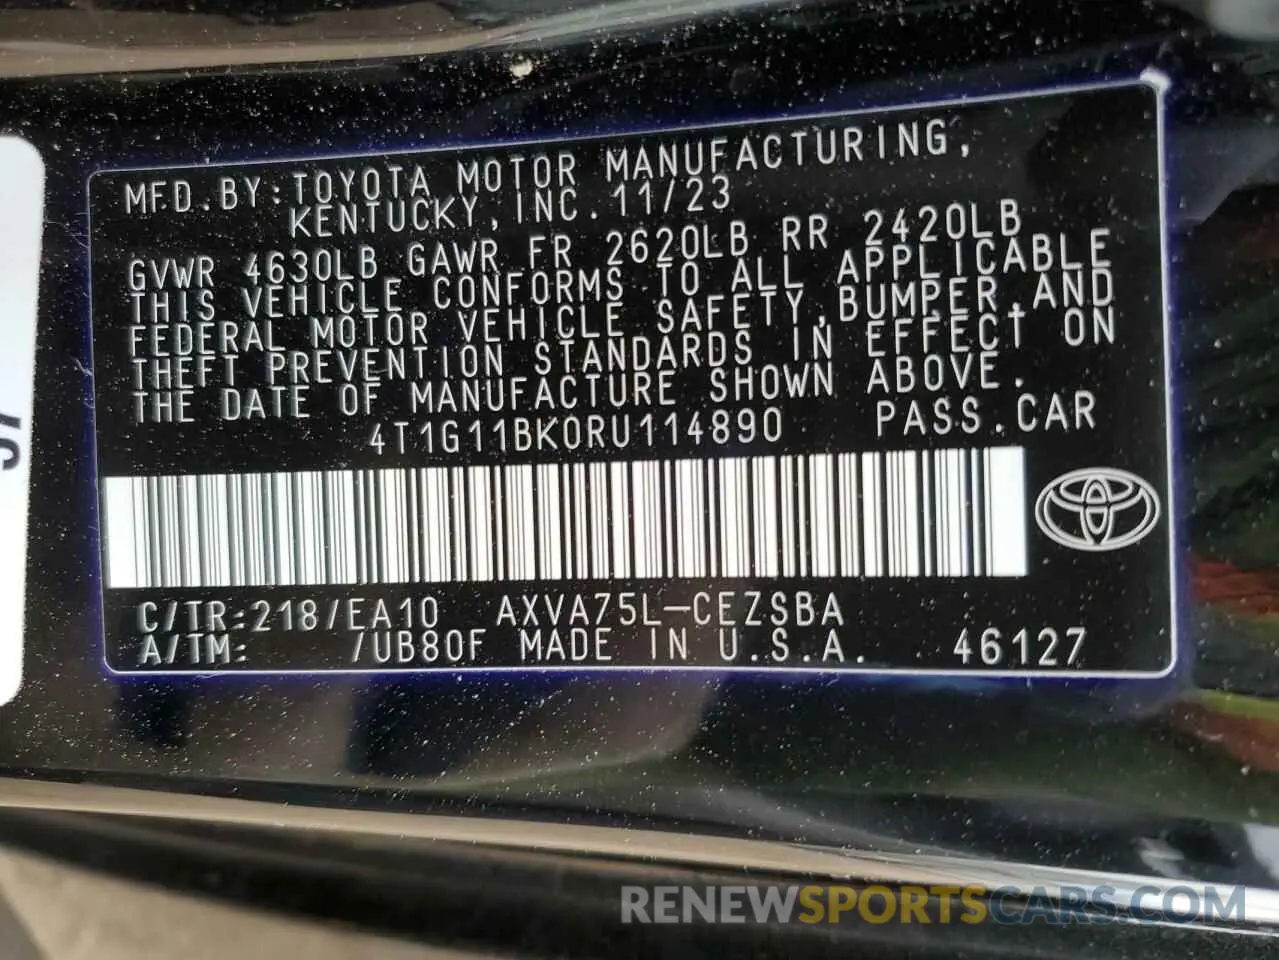 MFD.BY:TOYOTA MOTOR MANUFACTURING,
KENTUCKY,INC.11/23
GVWR 4630LB GAWR FR 2620LB RR 2420LB
THIS VEHICLE CONFORMS TO ALL APPLICABLE
FEDERAL MOTOR VEHICLE SAFETY,BUMPER,AND
THEFT PREVENTION STANDARDS IN EFFECT ON
THE DATE OF MANUFACTURE SHOWN ABOVE.
4T1G11BK0RU114890 PASS.CAR
C/TR:218/EA10 AXVA75L-CEZSBA
A/TM: /UB80F MADE IN U.S.A. 46127
RENEWSPORTSCARS.COM